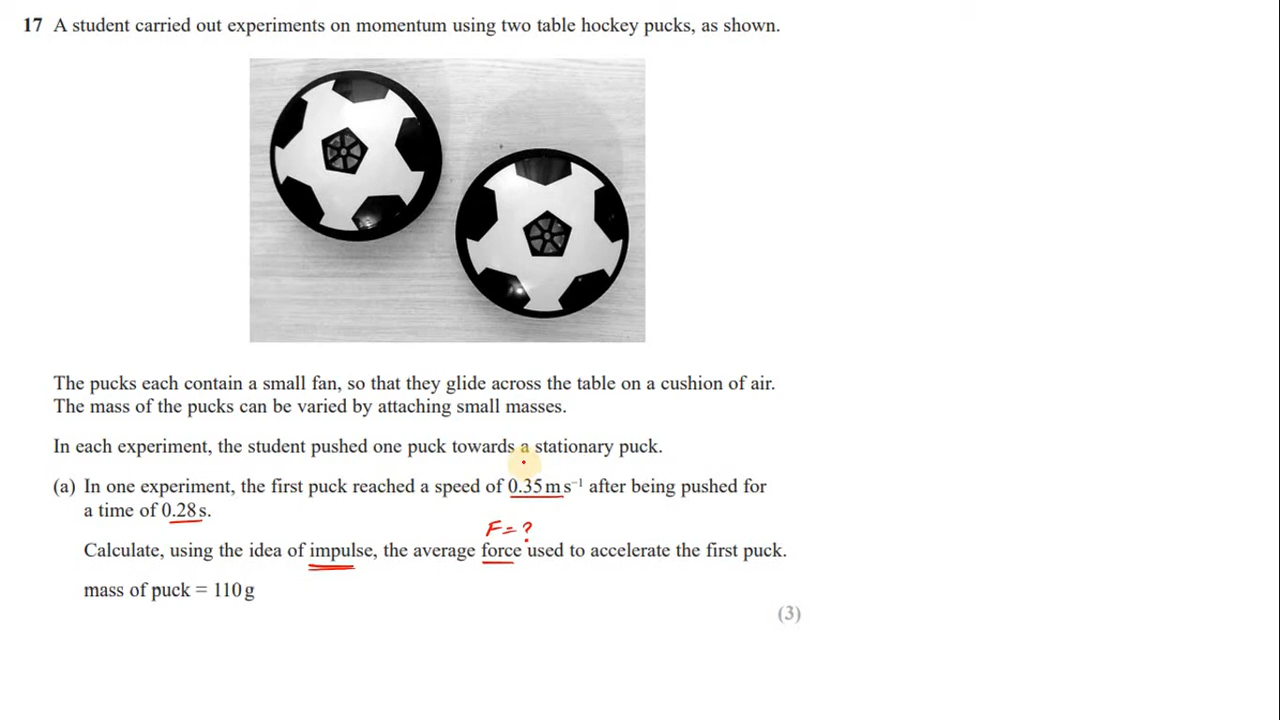 17 A student carried out experiments on momentum using two table hockey pucks, as shown.
The pucks each contain a small fan, so that they glide across the table on a cushion of air.
The mass of the pucks can be varied by attaching small masses.
In each experiment, the student pushed one puck towards a stationary puck.
(a) In one experiment, the first puck reached a speed of 0.35 m s⁻¹ after being pushed for
a time of 0.28 s.
F = ?
Calculate, using the idea of impulse, the average force used to accelerate the first puck.
mass of puck = 110 g
(3)